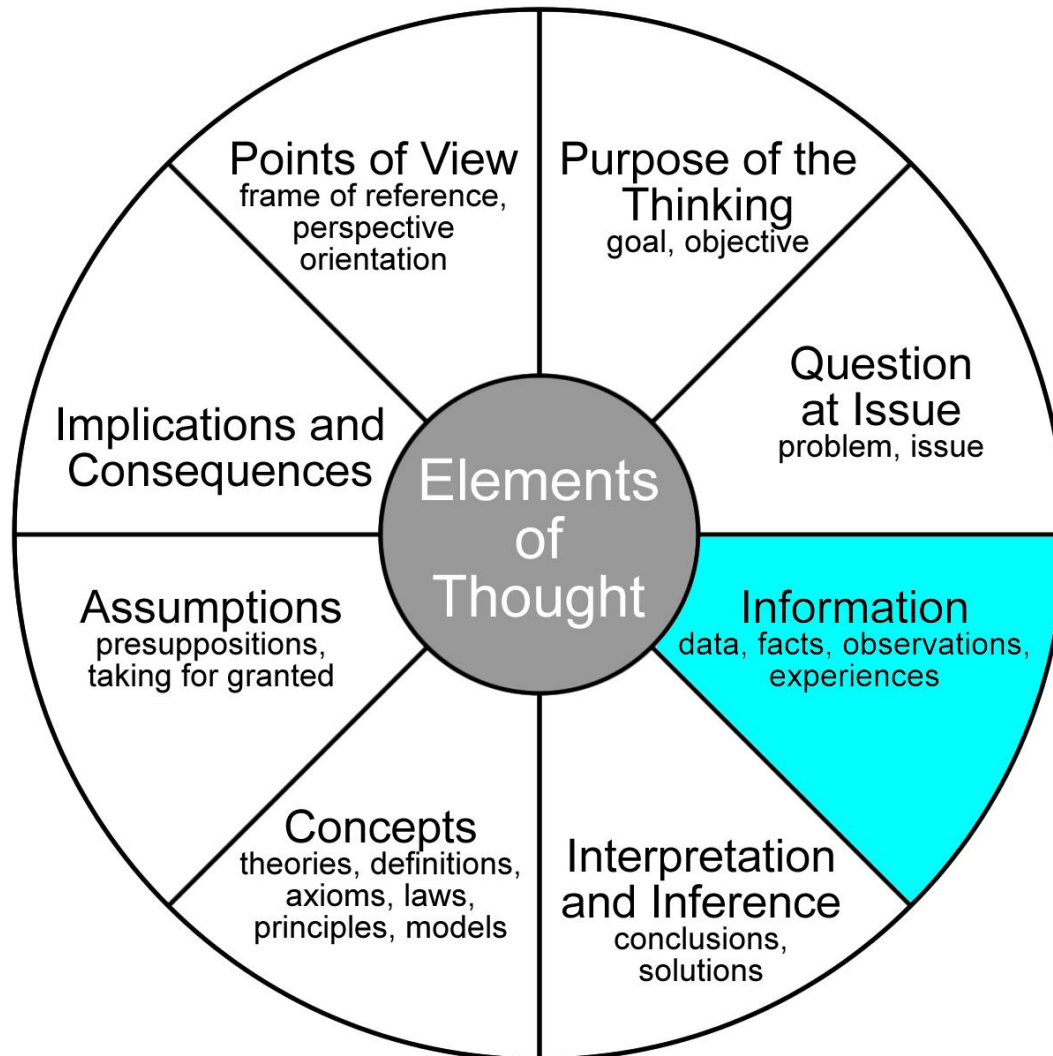 Points of View
frame of reference,
perspective
orientation
Purpose of the
Thinking
goal, objective
Question
at Issue
problem, issue
Implications and
Consequences
Elements
of
Thought
Assumptions
presuppositions,
taking for granted
Information
data, facts, observations,
experiences
Concepts
theories, definitions,
axioms, laws,
principles, models
Interpretation
and Inference
conclusions,
solutions